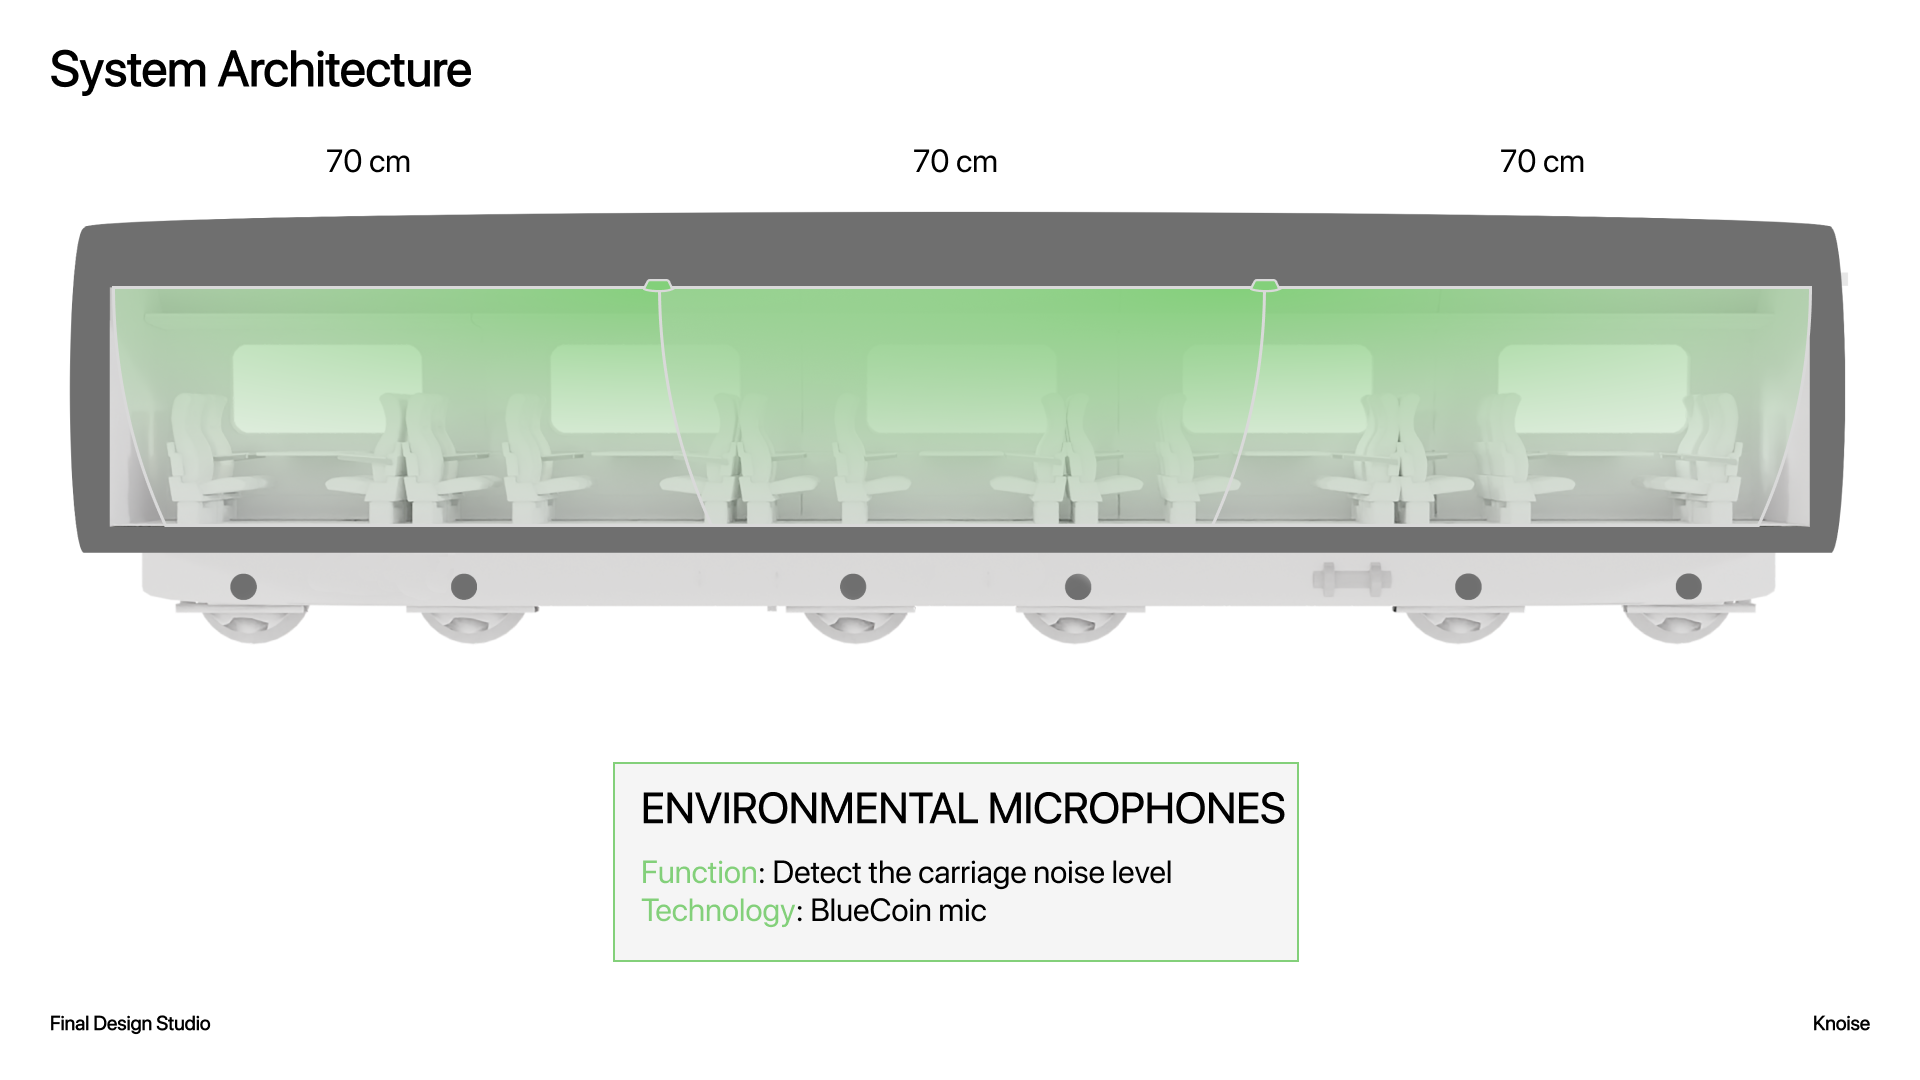 System Architecture
70 cm
70 cm
70 cm
ENVIRONMENTAL MICROPHONES
Function: Detect the carriage noise level
Technology: BlueCoin mic
Final Design Studio
Knoise